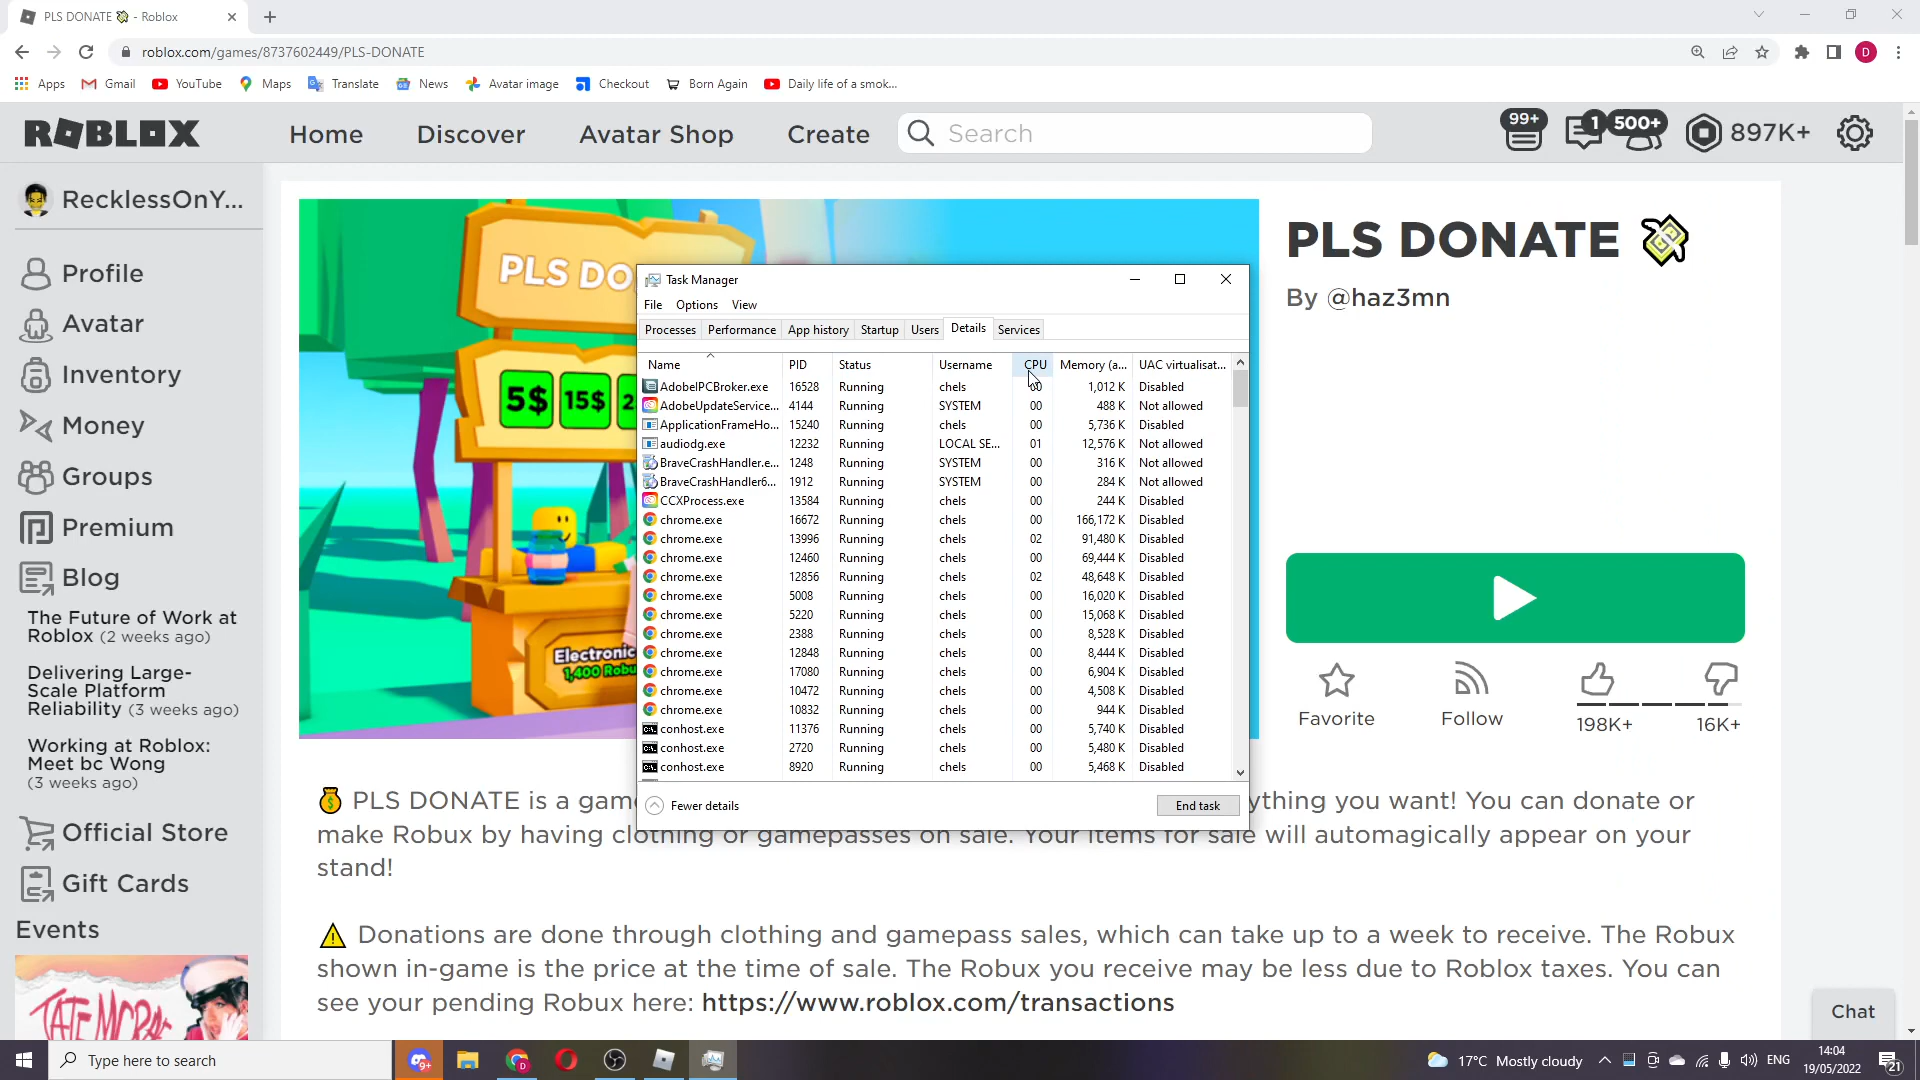 PLS DONATE 💸 - Roblox
roblox.com/games/8737602449/PLS-DONATE
D
Apps Gmail YouTube Maps Translate News Avatar image Checkout Born Again Daily life of a smok...
ROBLOX Home Discover Avatar Shop Create Search 99+ 1 500+ 897K+
RecklessOnY...
Profile
Avatar
Inventory
Money
Groups
Premium
Blog
The Future of Work at
Roblox (2 weeks ago)
Delivering Large-
Scale Platform
Reliability (3 weeks ago)
Working at Roblox:
Meet bc Wong
(3 weeks ago)
Official Store
Gift Cards
Events
PLS DO
5$ 15$ 2
Electronic
1,400 Robu
Task Manager
File Options View
Processes Performance App history Startup Users Details Services
Name PID Status Username CPU Memory (a... UAC virtualisat...
AdobeIPCBroker.exe 16528 Running chels 00 1,012 K Disabled
AdobeUpdateService... 4144 Running SYSTEM 00 488 K Not allowed
ApplicationFrameHo... 15240 Running chels 00 5,736 K Disabled
audiodg.exe 12232 Running LOCAL SE... 01 12,576 K Not allowed
BraveCrashHandler.e... 1248 Running SYSTEM 00 316 K Not allowed
BraveCrashHandler6... 1912 Running SYSTEM 00 284 K Not allowed
CCXProcess.exe 13584 Running chels 00 244 K Disabled
chrome.exe 16672 Running chels 00 166,172 K Disabled
chrome.exe 13996 Running chels 02 91,480 K Disabled
chrome.exe 12460 Running chels 00 69,444 K Disabled
chrome.exe 12856 Running chels 02 48,648 K Disabled
chrome.exe 5008 Running chels 00 16,020 K Disabled
chrome.exe 5220 Running chels 00 15,068 K Disabled
chrome.exe 2388 Running chels 00 8,528 K Disabled
chrome.exe 12848 Running chels 00 8,444 K Disabled
chrome.exe 17080 Running chels 00 6,904 K Disabled
chrome.exe 10472 Running chels 00 4,508 K Disabled
chrome.exe 10832 Running chels 00 944 K Disabled
conhost.exe 11376 Running chels 00 5,740 K Disabled
conhost.exe 2720 Running chels 00 5,480 K Disabled
conhost.exe 8920 Running chels 00 5,468 K Disabled
Fewer details End task
PLS DONATE 💸
By @haz3mn
Favorite Follow 198K+ 16K+
💰 PLS DONATE is a gam ything you want! You can donate or
make Robux by having clothing or gamepasses on sale. Your items for sale will automagically appear on your
stand!
⚠️ Donations are done through clothing and gamepass sales, which can take up to a week to receive. The Robux
shown in-game is the price at the time of sale. The Robux you receive may be less due to Roblox taxes. You can
see your pending Robux here: https://www.roblox.com/transactions
Chat
Type here to search 9+ D 17°C Mostly cloudy ENG 14:04
19/05/2022 21